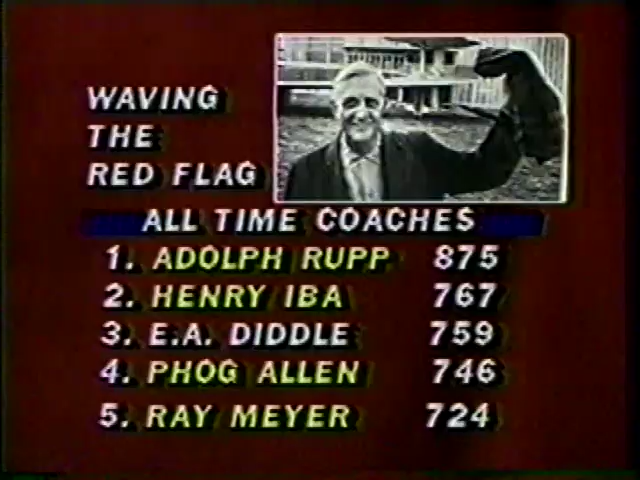 WAVING
THE
RED FLAG
ALL TIME COACHES
1. ADOLPH RUPP 875
2. HENRY IBA 767
3. E.A. DIDDLE 759
4. PHOG ALLEN 746
5. RAY MEYER 724